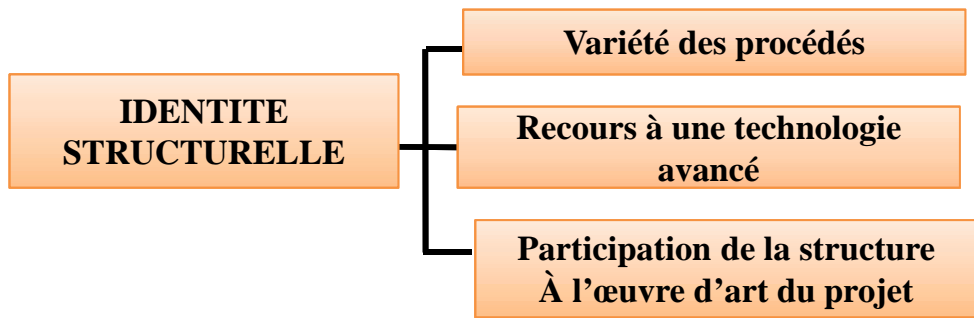 IDENTITE
STRUCTURELLE
Variété des procédés
Recours à une technologie
avancé
Participation de la structure
À l’œuvre d’art du projet